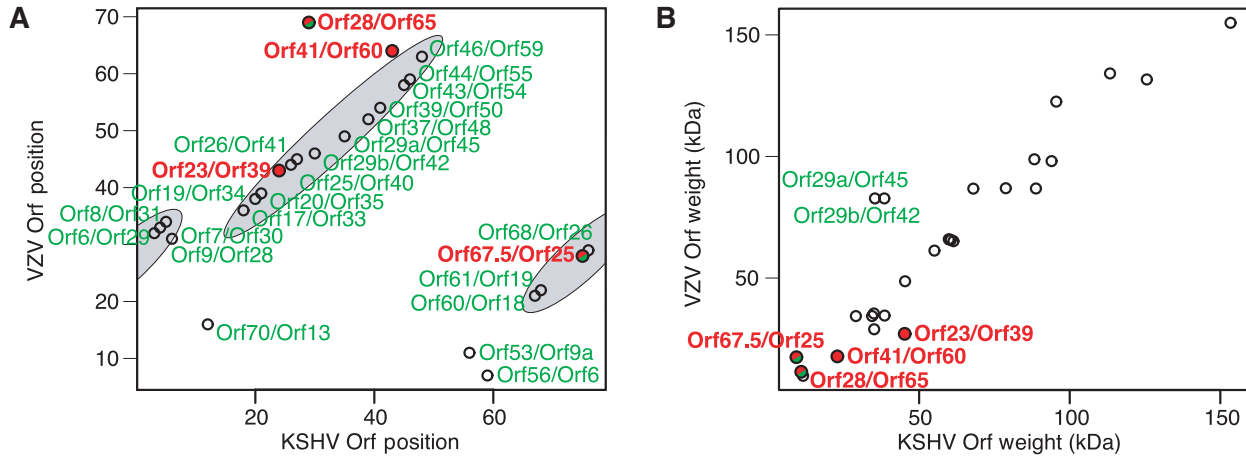 A
VZV Orf position
70
60
50
40
20
10
20
40
60
KSHV Orf position
Orf28/Orf65
Orf41/Orf60
Orf46/Orf59
Orf44/Orf55
Orf43/Orf54
Orf39/Orf50
Orf37/Orf48
Orf26/Orf41
Orf29a/Orf45
Orf23/Orf39
Orf29b/Orf42
Orf25/Orf40
Orf19/Orf34
Orf20/Orf35
Orf8/Orf31
Orf17/Orf33
Orf6/Orf29
Orf7/Orf30
Orf68/Orf26
Orf9/Orf28
Orf67.5/Orf25
Orf61/Orf19
Orf60/Orf18
Orf70/Orf13
Orf53/Orf9a
Orf56/Orf6
B
VZV Orf weight (kDa)
150
100
50
50
100
150
KSHV Orf weight (kDa)
Orf29a/Orf45
Orf29b/Orf42
Orf67.5/Orf25
Orf23/Orf39
Orf41/Orf60
Orf28/Orf65